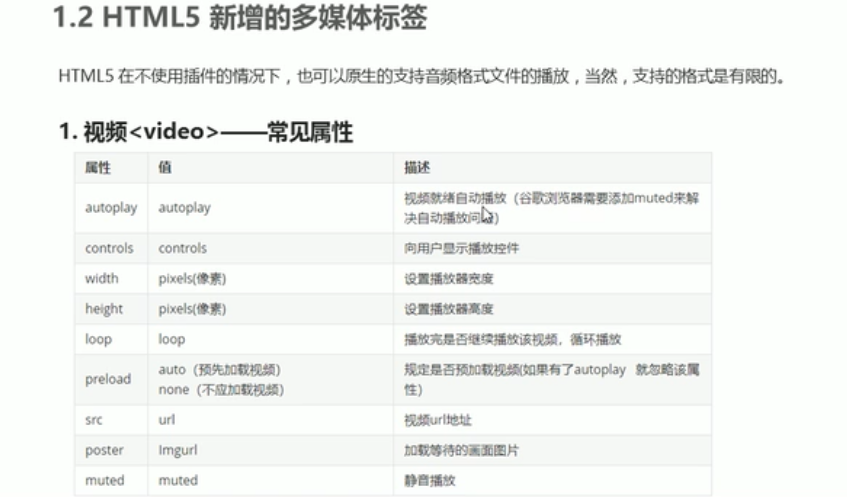 1.2 HTML5 新增的多媒体标签
HTML5 在不使用插件的情况下，也可以原生的支持音频格式文件的播放，当然，支持的格式是有限的。
1. 视频<video>——常见属性
属性 值 描述
autoplay autoplay 视频就绪自动播放（谷歌浏览器需要添加muted来解
决自动播放问题）
controls controls 向用户显示播放控件
width pixels(像素) 设置播放器宽度
height pixels(像素) 设置播放器高度
loop loop 播放完是否继续播放该视频，循环播放
preload auto（预先加载视频）
none（不应加载视频） 规定是否预加载视频(如果有了autoplay 就忽略该属
性)
src url 视频url地址
poster Imgurl 加载等待的画面图片
muted muted 静音播放